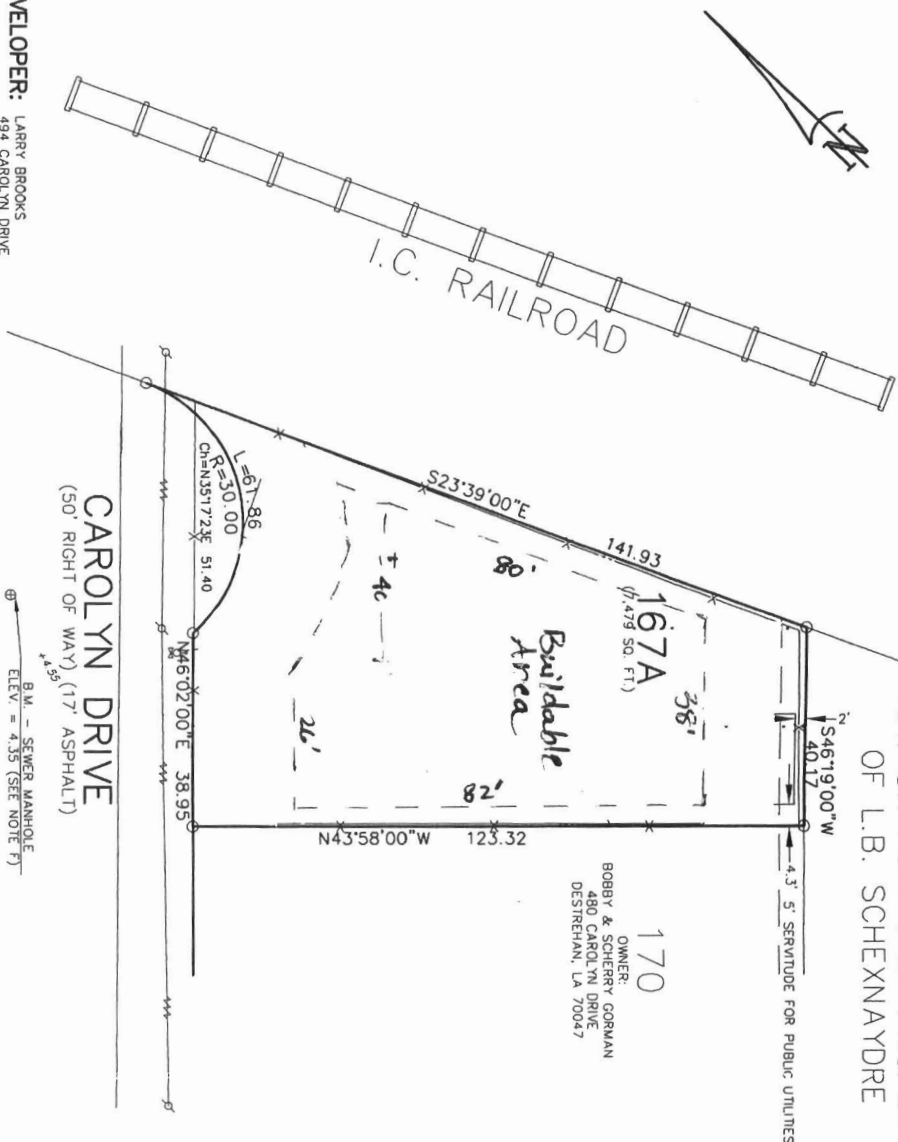 VELOPER: LARRY BROOKS
494 CAROLYN DRIVE
N
I.C. RAILROAD
OF L.B. SCHEXNAYDRE
S46°19'00"W
40.17
2'
4.3' 5' SERVITUDE FOR PUBLIC UTILITIES
S23°39'00"E 141.93
167A
(7,479 SQ. FT.)
80'
38'
Buildable
Area
± 40
26'
82'
L=61.86
R=30.00
Ch=N35°17'23E 51.40
N46°02'00"E 38.95
N43°58'00"W 123.32
170
OWNER:
BOBBY & SCHERRY GORMAN
480 CAROLYN DRIVE
DESTREHAN, LA 70047
CAROLYN DRIVE
(50' RIGHT OF WAY) (17' ASPHALT)
+4.55
B.M. - SEWER MANHOLE
ELEV. = 4.35 (SEE NOTE F)